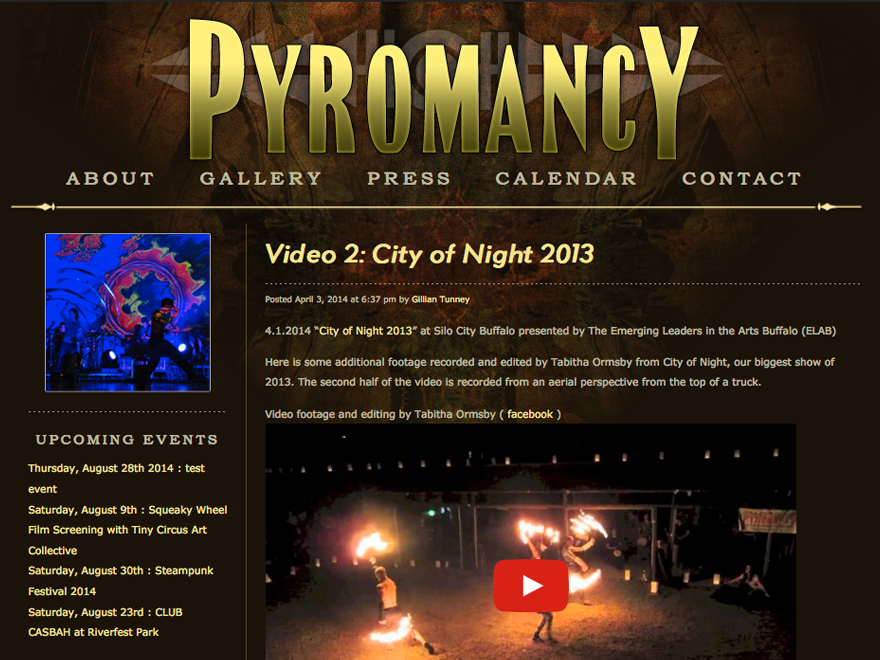 PYROMANCY
ABOUT GALLERY PRESS CALENDAR CONTACT
Video 2: City of Night 2013
Posted April 3, 2014 at 6:37 pm by Gillian Tunney
4.1.2014 “City of Night 2013” at Silo City Buffalo presented by The Emerging Leaders in the Arts Buffalo (ELAB)
Here is some additional footage recorded and edited by Tabitha Ormsby from City of Night, our biggest show of
2013. The second half of the video is recorded from an aerial perspective from the top of a truck.
Video footage and editing by Tabitha Ormsby ( facebook )
UPCOMING EVENTS
Thursday, August 28th 2014 : test
event
Saturday, August 9th : Squeaky Wheel
Film Screening with Tiny Circus Art
Collective
Saturday, August 30th : Steampunk
Festival 2014
Saturday, August 23rd : CLUB
CASBAH at Riverfest Park